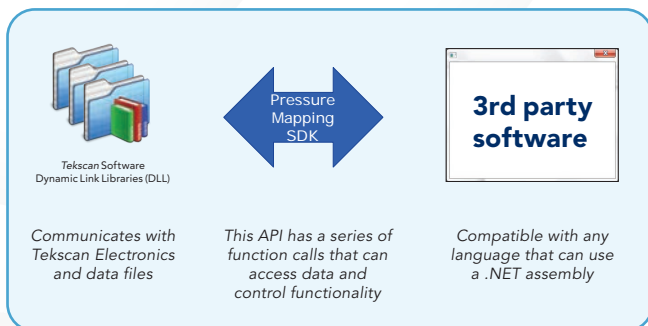 Tekscan Software
Dynamic Link Libraries (DLL)
Pressure
Mapping
SDK
3rd party
software
Communicates with
Tekscan Electronics
and data files
This API has a series of
function calls that can
access data and
control functionality
Compatible with any
language that can use
a .NET assembly